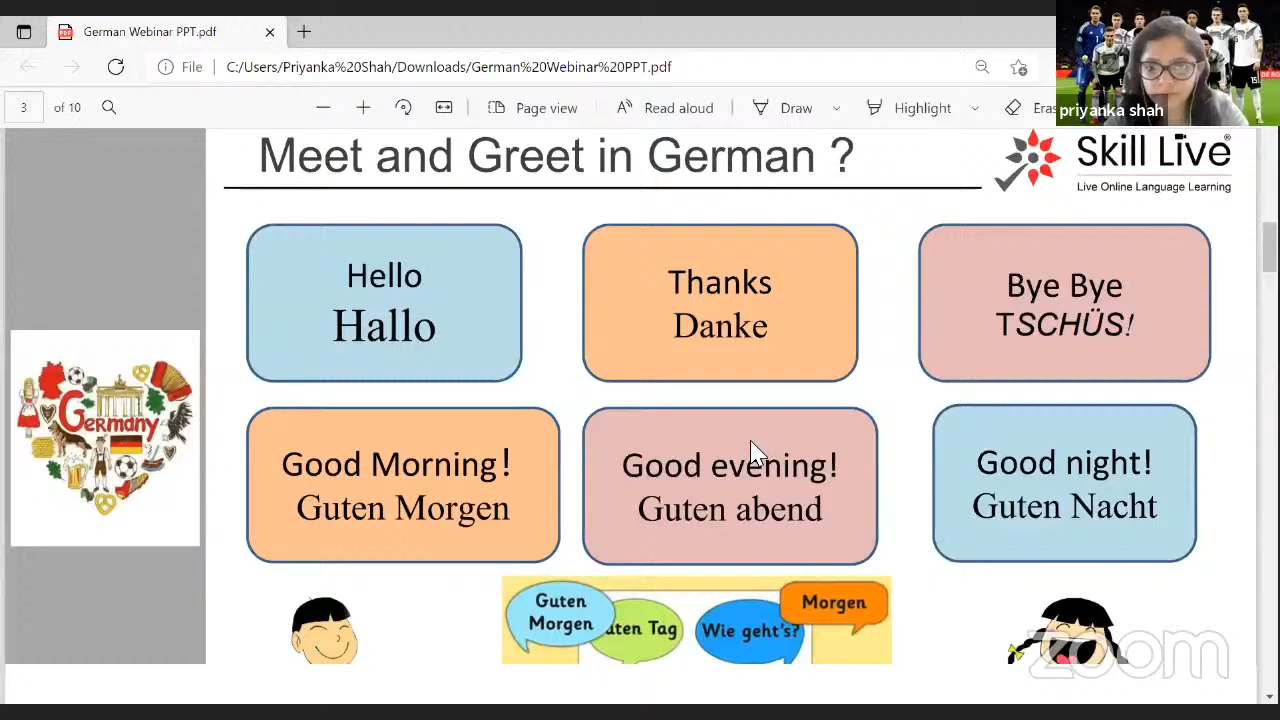 German Webinar PPT.pdf
File
C:/Users/Priyanka%20Shah/Downloads/German%20Webinar%20PPT.pdf
3 of 10
Page view
Read aloud
Draw
Highlight
priyanka shah
Meet and Greet in German ?
Skill Live®
Live Online Language Learning
Hello
Hallo
Thanks
Danke
Bye Bye
TSCHÜS!
Good Morning!
Guten Morgen
Good evening!
Guten abend
Good night!
Guten Nacht
Germany
Guten
Morgen
Tag
Wie geht's?
Morgen
zoom